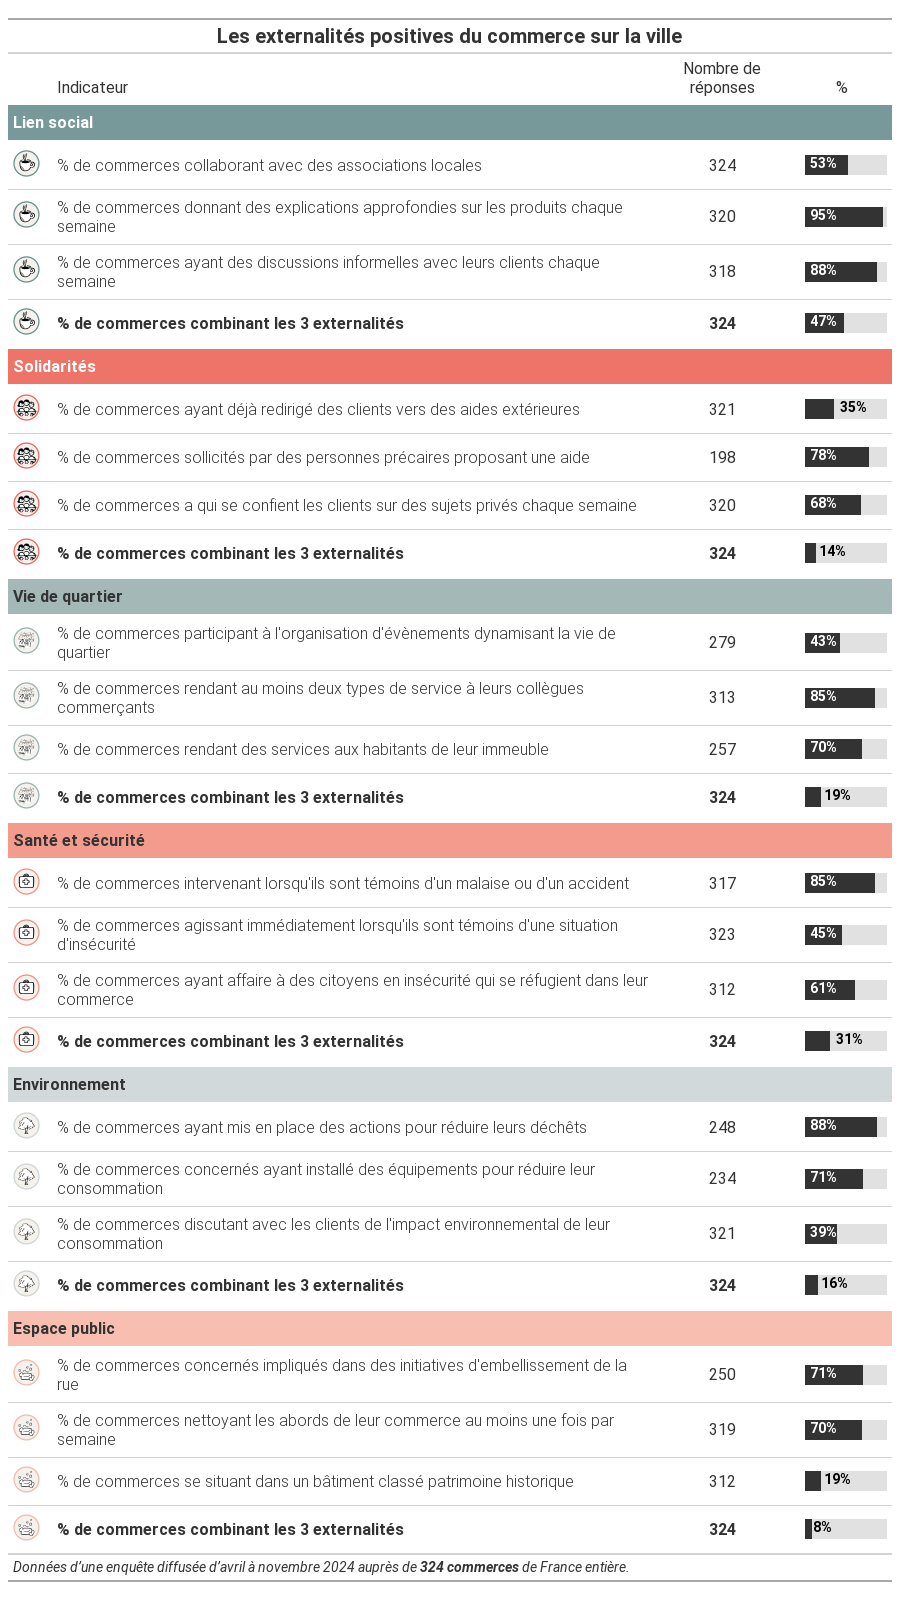 Les externalités positives du commerce sur la ville
Nombre de
Indicateur réponses %
Lien social
% de commerces collaborant avec des associations locales 324 53%
% de commerces donnant des explications approfondies sur les produits chaque
semaine 320 95%
% de commerces ayant des discussions informelles avec leurs clients chaque
semaine 318 88%
% de commerces combinant les 3 externalités 324 47%
Solidarités
% de commerces ayant déjà redirigé des clients vers des aides extérieures 321 35%
% de commerces sollicités par des personnes précaires proposant une aide 198 78%
% de commerces a qui se confient les clients sur des sujets privés chaque semaine 320 68%
% de commerces combinant les 3 externalités 324 14%
Vie de quartier
% de commerces participant à l'organisation d'évènements dynamisant la vie de
quartier 279 43%
% de commerces rendant au moins deux types de service à leurs collègues
commerçants 313 85%
% de commerces rendant des services aux habitants de leur immeuble 257 70%
% de commerces combinant les 3 externalités 324 19%
Santé et sécurité
% de commerces intervenant lorsqu'ils sont témoins d'un malaise ou d'un accident 317 85%
% de commerces agissant immédiatement lorsqu'ils sont témoins d'une situation
d'insécurité 323 45%
% de commerces ayant affaire à des citoyens en insécurité qui se réfugient dans leur
commerce 312 61%
% de commerces combinant les 3 externalités 324 31%
Environnement
% de commerces ayant mis en place des actions pour réduire leurs déchêts 248 88%
% de commerces concernés ayant installé des équipements pour réduire leur
consommation 234 71%
% de commerces discutant avec les clients de l'impact environnemental de leur
consommation 321 39%
% de commerces combinant les 3 externalités 324 16%
Espace public
% de commerces concernés impliqués dans des initiatives d'embellissement de la
rue 250 71%
% de commerces nettoyant les abords de leur commerce au moins une fois par
semaine 319 70%
% de commerces se situant dans un bâtiment classé patrimoine historique 312 19%
% de commerces combinant les 3 externalités 324 8%
Données d’une enquête diffusée d’avril à novembre 2024 auprès de 324 commerces de France entière.